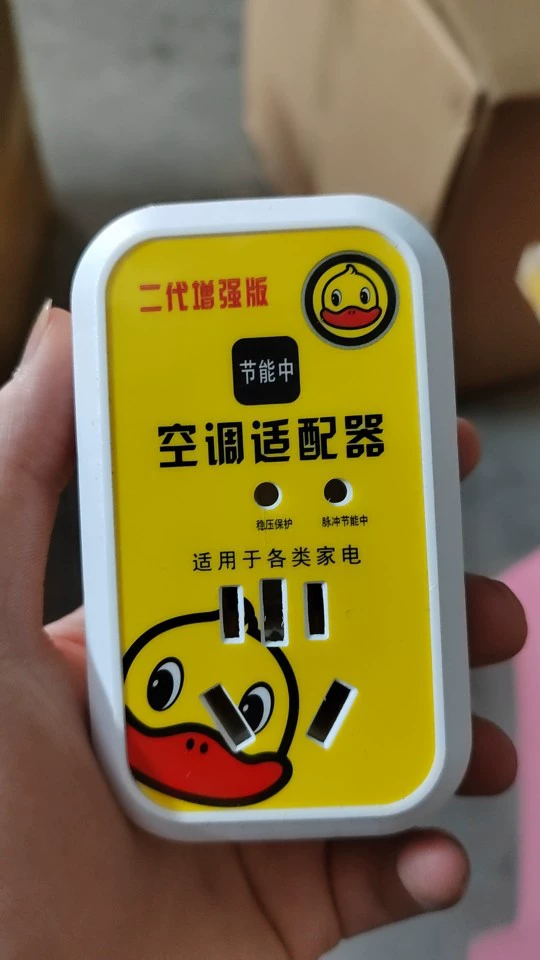 二代增强版
节能中
空调适配器
稳压保护
脉冲节能中
适用于各类家电